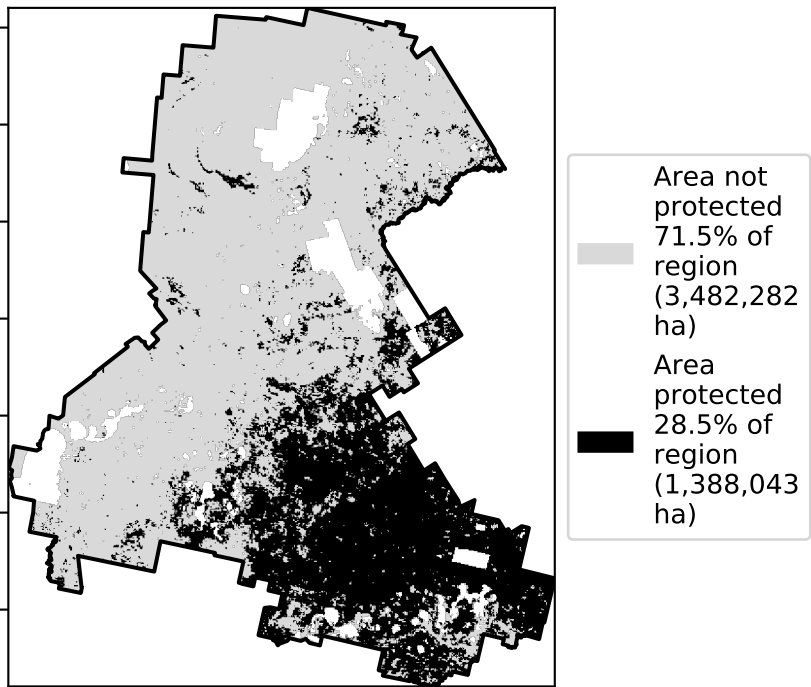 Area not
protected
71.5% of
region
(3,482,282
ha)
Area
protected
28.5% of
region
(1,388,043
ha)